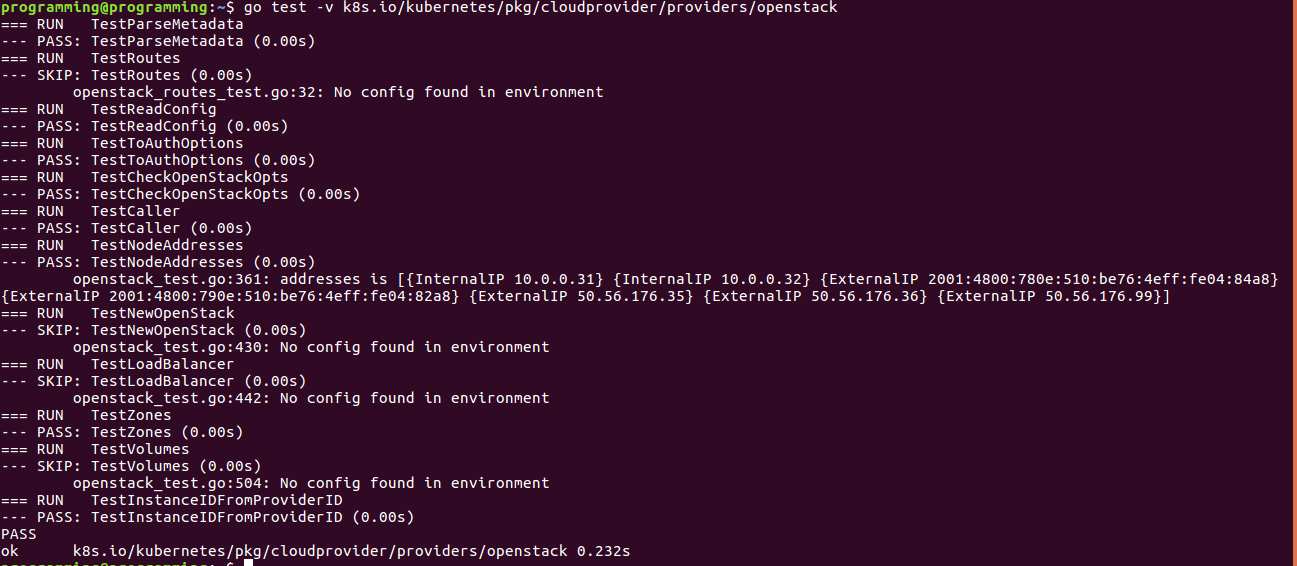 programming@programming:~$ go test -v k8s.io/kubernetes/pkg/cloudprovider/providers/openstack
=== RUN   TestParseMetadata
--- PASS: TestParseMetadata (0.00s)
=== RUN   TestRoutes
--- SKIP: TestRoutes (0.00s)
        openstack_routes_test.go:32: No config found in environment
=== RUN   TestReadConfig
--- PASS: TestReadConfig (0.00s)
=== RUN   TestToAuthOptions
--- PASS: TestToAuthOptions (0.00s)
=== RUN   TestCheckOpenStackOpts
--- PASS: TestCheckOpenStackOpts (0.00s)
=== RUN   TestCaller
--- PASS: TestCaller (0.00s)
=== RUN   TestNodeAddresses
--- PASS: TestNodeAddresses (0.00s)
        openstack_test.go:361: addresses is [{InternalIP 10.0.0.31} {InternalIP 10.0.0.32} {ExternalIP 2001:4800:780e:510:be76:4eff:fe04:84a8}
{ExternalIP 2001:4800:790e:510:be76:4eff:fe04:82a8} {ExternalIP 50.56.176.35} {ExternalIP 50.56.176.36} {ExternalIP 50.56.176.99}]
=== RUN   TestNewOpenStack
--- SKIP: TestNewOpenStack (0.00s)
        openstack_test.go:430: No config found in environment
=== RUN   TestLoadBalancer
--- SKIP: TestLoadBalancer (0.00s)
        openstack_test.go:442: No config found in environment
=== RUN   TestZones
--- PASS: TestZones (0.00s)
=== RUN   TestVolumes
--- SKIP: TestVolumes (0.00s)
        openstack_test.go:504: No config found in environment
=== RUN   TestInstanceIDFromProviderID
--- PASS: TestInstanceIDFromProviderID (0.00s)
PASS
ok      k8s.io/kubernetes/pkg/cloudprovider/providers/openstack 0.232s
programming@programming:~$